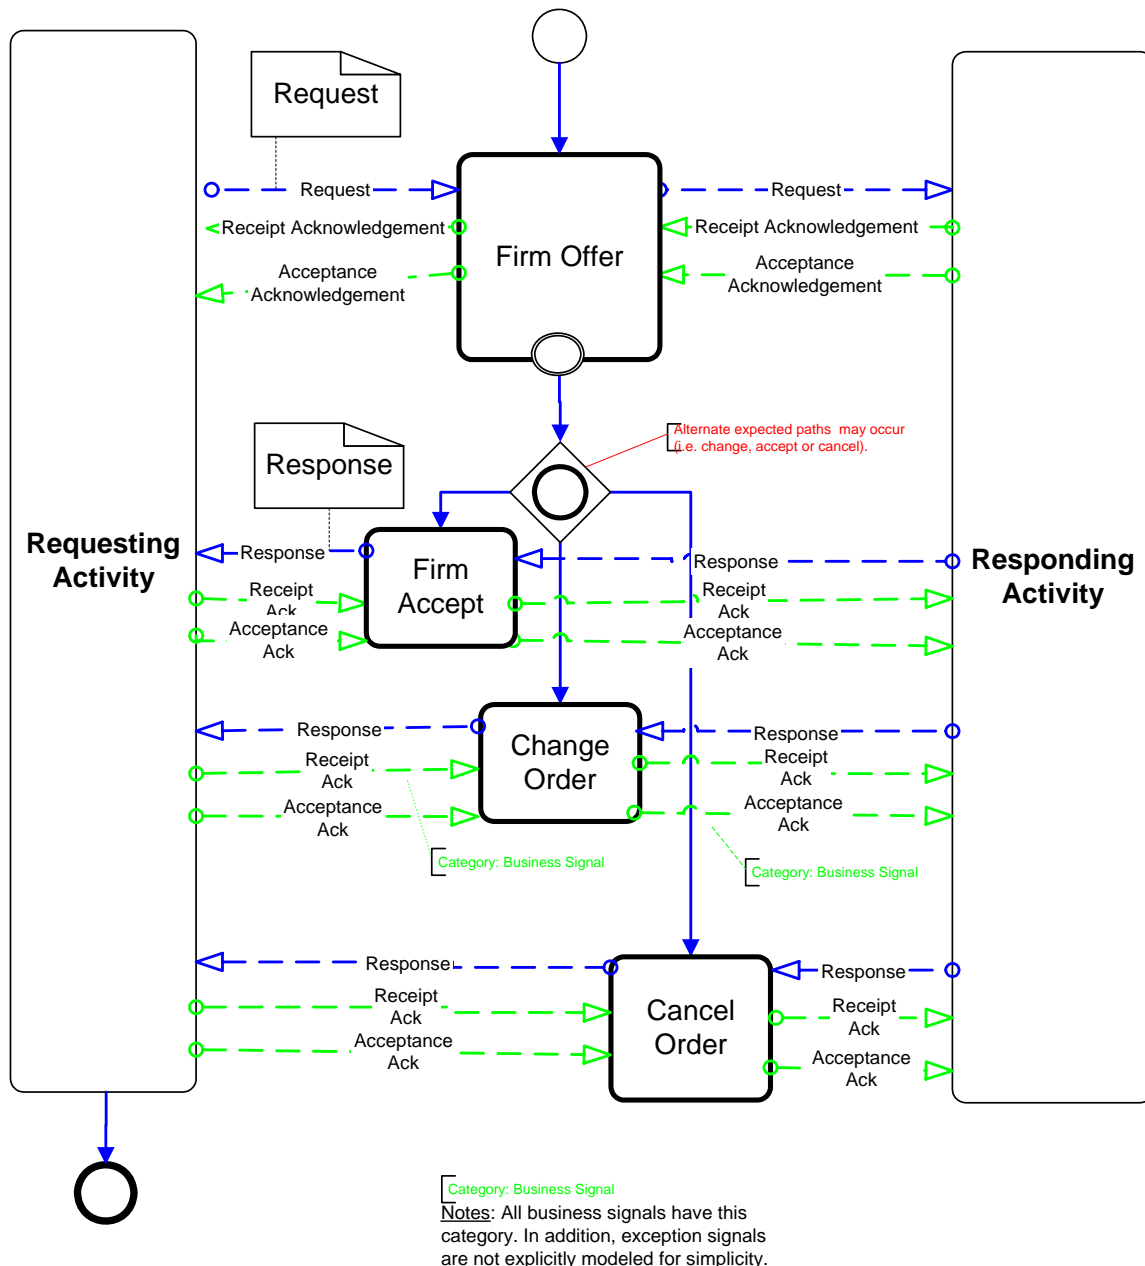 Request
Request
Request
Receipt Acknowledgement
Receipt Acknowledgement
Firm Offer
Acceptance
Acknowledgement
Acceptance
Acknowledgement
Alternate expected paths  may occur
(i.e. change, accept or cancel).
Response
Requesting
Activity
Responding
Activity
Response
Firm
Accept
Response
Receipt
Ack
Receipt
Ack
Acceptance
Ack
Acceptance
Ack
Response
Change
Order
Response
Receipt
Ack
Receipt
Ack
Acceptance
Ack
Acceptance
Ack
Category: Business Signal
Category: Business Signal
Response
Cancel
Order
Response
Receipt
Ack
Receipt
Ack
Acceptance
Ack
Acceptance
Ack
Category: Business Signal
Notes: All business signals have this
category. In addition, exception signals
are not explicitly modeled for simplicity.